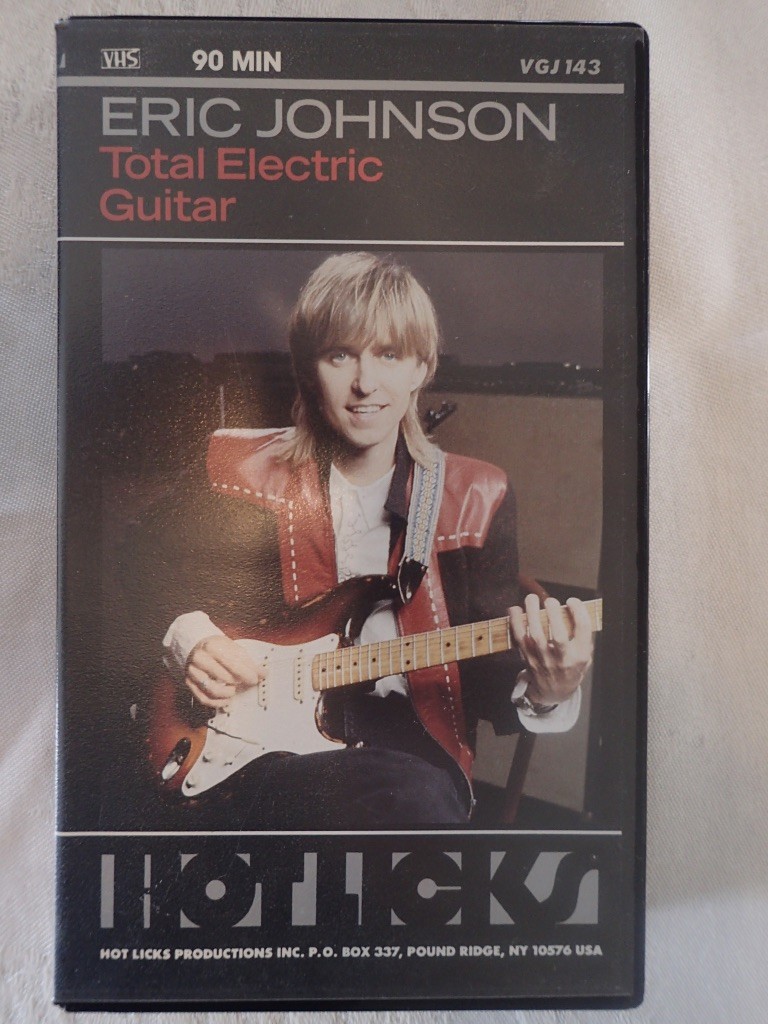 VHS 90 MIN VGJ 143
ERIC JOHNSON
Total Electric
Guitar
HOT LICKS
HOT LICKS PRODUCTIONS INC. P.O. BOX 337, POUND RIDGE, NY 10576 USA